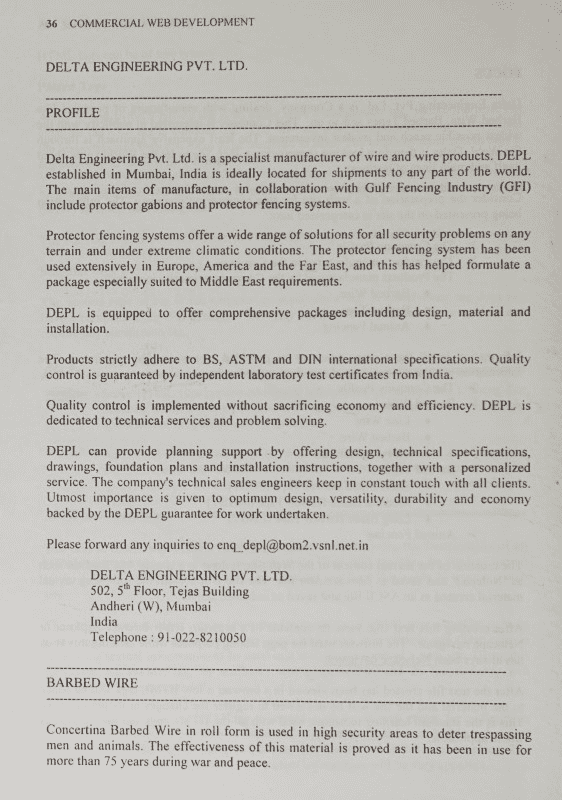 36 COMMERCIAL WEB DEVELOPMENT
DELTA ENGINEERING PVT. LTD.
PROFILE
Delta Engineering Pvt. Ltd. is a specialist manufacturer of wire and wire products. DEPL
established in Mumbai, India is ideally located for shipments to any part of the world.
The main items of manufacture, in collaboration with Gulf Fencing Industry (GFI)
include protector gabions and protector fencing systems.
Protector fencing systems offer a wide range of solutions for all security problems on any
terrain and under extreme climatic conditions. The protector fencing system has been
used extensively in Europe, America and the Far East, and this has helped formulate a
package especially suited to Middle East requirements.
DEPL is equipped to offer comprehensive packages including design, material and
installation.
Products strictly adhere to BS, ASTM and DIN international specifications. Quality
control is guaranteed by independent laboratory test certificates from India.
Quality control is implemented without sacrificing economy and efficiency. DEPL is
dedicated to technical services and problem solving.
DEPL can provide planning support by offering design, technical specifications,
drawings, foundation plans and installation instructions, together with a personalized
service. The company's technical sales engineers keep in constant touch with all clients.
Utmost importance is given to optimum design, versatility, durability and economy
backed by the DEPL guarantee for work undertaken.
Please forward any inquiries to enq_depl@bom2.vsnl.net.in
DELTA ENGINEERING PVT. LTD.
502, 5th Floor, Tejas Building
Andheri (W), Mumbai
India
Telephone : 91-022-8210050
BARBED WIRE
Concertina Barbed Wire in roll form is used in high security areas to deter trespassing
men and animals. The effectiveness of this material is proved as it has been in use for
more than 75 years during war and peace.